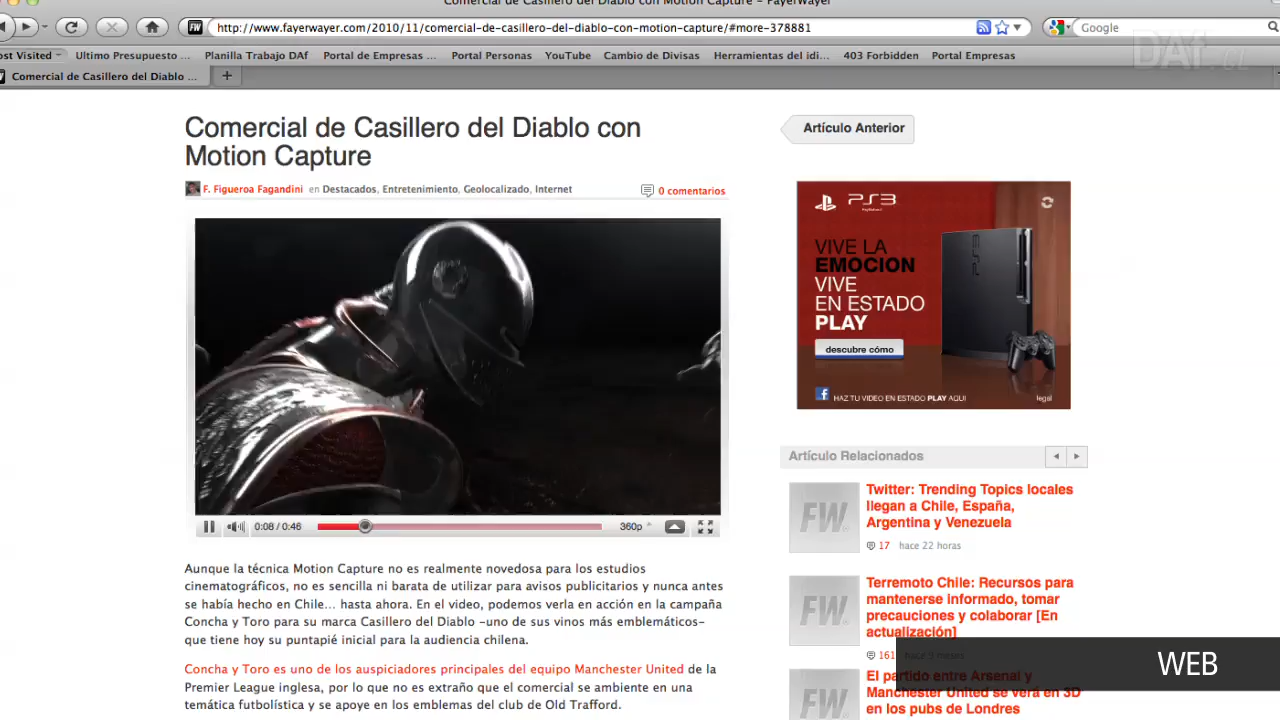 Comercial de Casillero del Diablo con Motion Capture – FayerWayer
FW http://www.fayerwayer.com/2010/11/comercial-de-casillero-del-diablo-con-motion-capture/#more-378881
Google
DAf.CL
ost Visited Ultimo Presupuesto ... Planilla Trabajo DAf Portal de Empresas ... Portal Personas YouTube Cambio de Divisas Herramientas del idi... 403 Forbidden Portal Empresas
Comercial de Casillero del Diablo ... +
Comercial de Casillero del Diablo con
Motion Capture
F. Figueroa Fagandini en Destacados, Entretenimiento, Geolocalizado, Internet
0 comentarios
0:08 / 0:46
360p
Aunque la técnica Motion Capture no es realmente novedosa para los estudios
cinematográficos, no es sencilla ni barata de utilizar para avisos publicitarios y nunca antes
se había hecho en Chile... hasta ahora. En el video, podemos verla en acción en la campaña
Concha y Toro para su marca Casillero del Diablo –uno de sus vinos más emblemáticos–
que tiene hoy su puntapié inicial para la audiencia chilena.
Concha y Toro es uno de los auspiciadores principales del equipo Manchester United de la
Premier League inglesa, por lo que no es extraño que el comercial se ambiente en una
temática futbolística y se apoye en los emblemas del club de Old Trafford.
Artículo Anterior
PS3
PlayStation 3
VIVE LA
EMOCION
VIVE
EN ESTADO
PLAY
descubre cómo
PS3
HAZ TU VIDEO EN ESTADO PLAY AQUI
legal
Artículo Relacionados
FW
Twitter: Trending Topics locales
llegan a Chile, España,
Argentina y Venezuela
17 hace 22 horas
FW
Terremoto Chile: Recursos para
mantenerse informado, tomar
precauciones y colaborar [En
actualización]
161 hace 9 meses
FW
El partido entre Arsenal y
Manchester United se verá en 3D
en los pubs de Londres
WEB